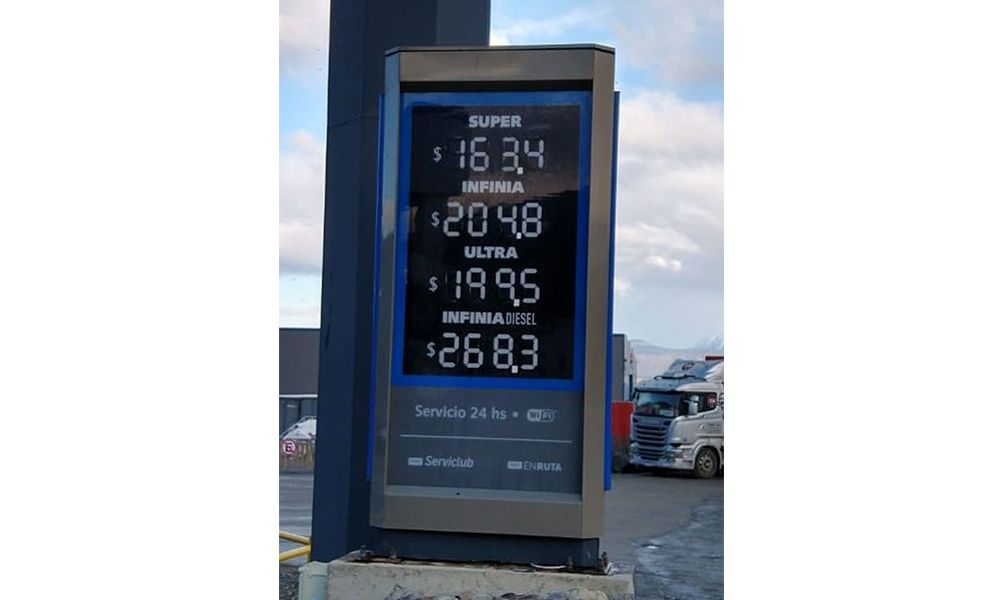 SUPER
$ 163.4
INFINIA
$ 204.8
ULTRA
$ 199.5
INFINIA DIESEL
$ 268.3
Servicio 24 hs • WiFi
Serviclub
ENRUTA